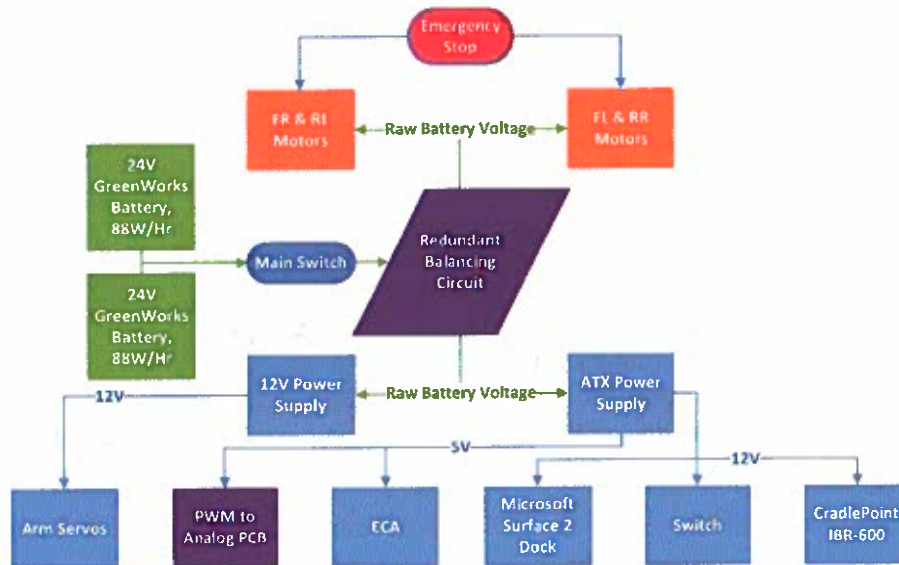 Emergency
Stop
FR & RL
Motors
Raw Battery Voltage
FL & RR
Motors
24V
GreenWorks
Battery,
88W/Hr
Main Switch
Redundant
Balancing
Circuit
24V
GreenWorks
Battery,
88W/Hr
12V Power
Supply
Raw Battery Voltage
ATX Power
Supply
12V
5V
12V
Arm Servos
PWM to
Analog PCB
ECA
Microsoft
Surface 2
Dock
Switch
CradlePoint
IBR-600